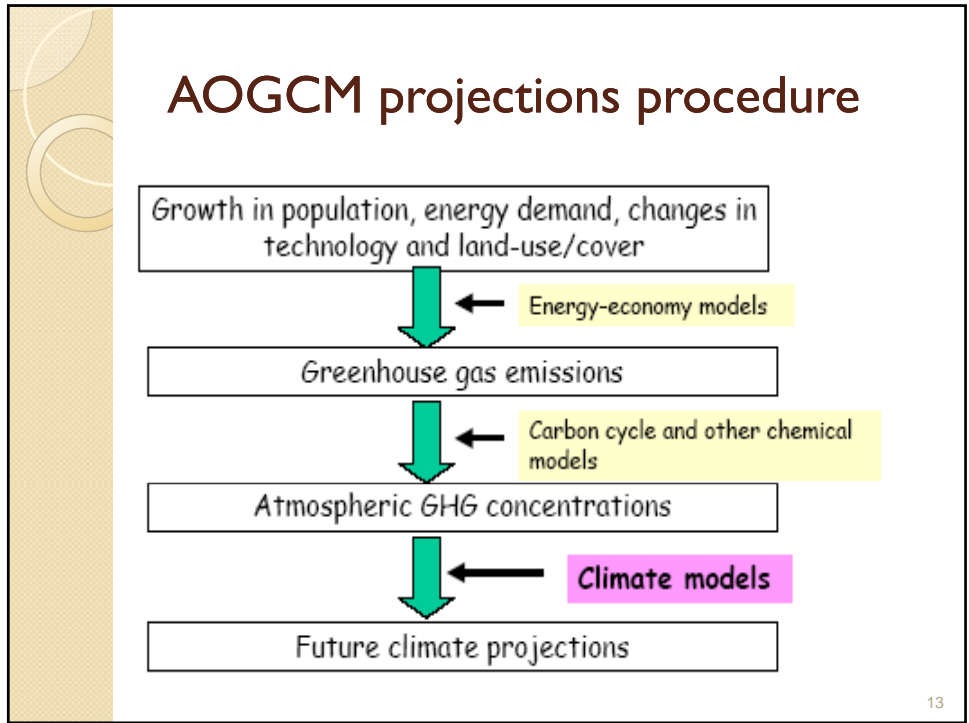 AOGCM projections procedure
Growth in population, energy demand, changes in
technology and land-use/cover
Energy-economy models
Greenhouse gas emissions
Carbon cycle and other chemical
models
Atmospheric GHG concentrations
Climate models
Future climate projections
13